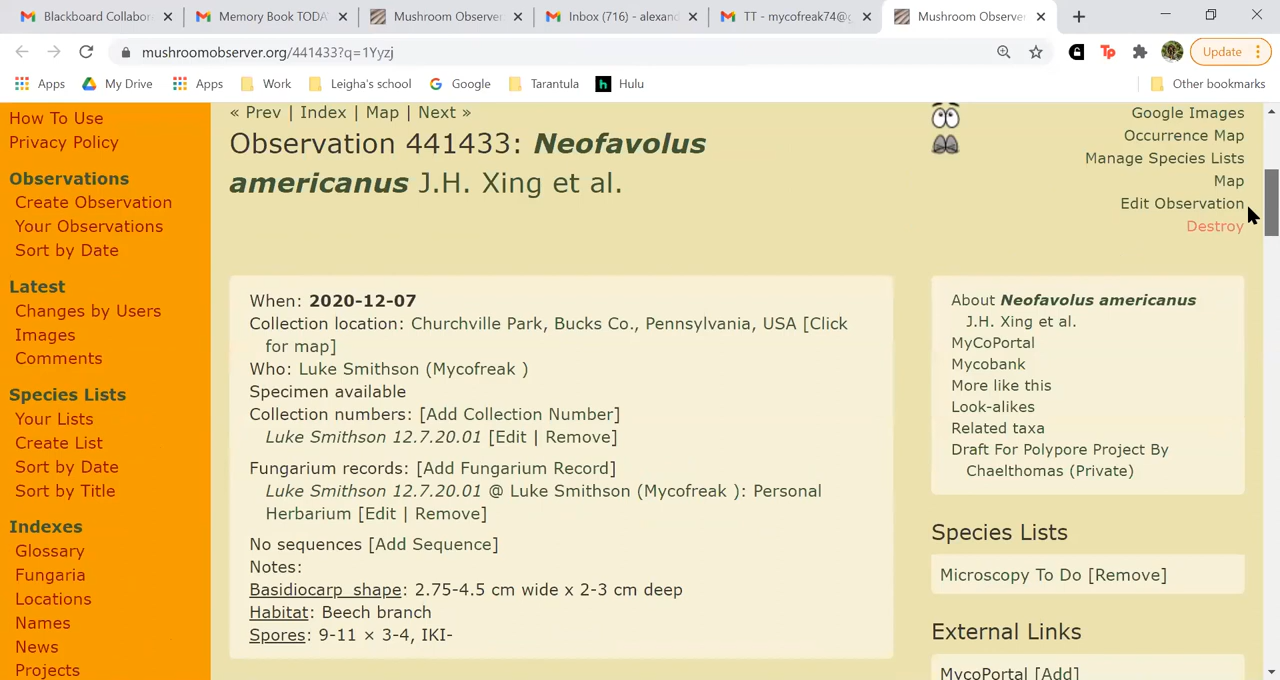 Blackboard Collabor
Memory Book TODA
Mushroom Observer
Inbox (716) - alexand
TT - mycofreak74@g
Mushroom Observer
mushroomobserver.org/441433?q=1Yyzj
Update
Apps
My Drive
Apps
Work
Leigha's school
Google
Tarantula
Hulu
Other bookmarks
How To Use
Privacy Policy
Observations
Create Observation
Your Observations
Sort by Date
Latest
Changes by Users
Images
Comments
Species Lists
Your Lists
Create List
Sort by Date
Sort by Title
Indexes
Glossary
Fungaria
Locations
Names
News
Projects
« Prev | Index | Map | Next »
Observation 441433: Neofavolus
americanus J.H. Xing et al.
When: 2020-12-07
Collection location: Churchville Park, Bucks Co., Pennsylvania, USA [Click
for map]
Who: Luke Smithson (Mycofreak )
Specimen available
Collection numbers: [Add Collection Number]
Luke Smithson 12.7.20.01 [Edit | Remove]
Fungarium records: [Add Fungarium Record]
Luke Smithson 12.7.20.01 @ Luke Smithson (Mycofreak ): Personal
Herbarium [Edit | Remove]
No sequences [Add Sequence]
Notes:
Basidiocarp_shape: 2.75-4.5 cm wide x 2-3 cm deep
Habitat: Beech branch
Spores: 9-11 × 3-4, IKI-
Google Images
Occurrence Map
Manage Species Lists
Map
Edit Observation
Destroy
About Neofavolus americanus
J.H. Xing et al.
MyCoPortal
Mycobank
More like this
Look-alikes
Related taxa
Draft For Polypore Project By
Chaelthomas (Private)
Species Lists
Microscopy To Do [Remove]
External Links
MycoPortal [Add]